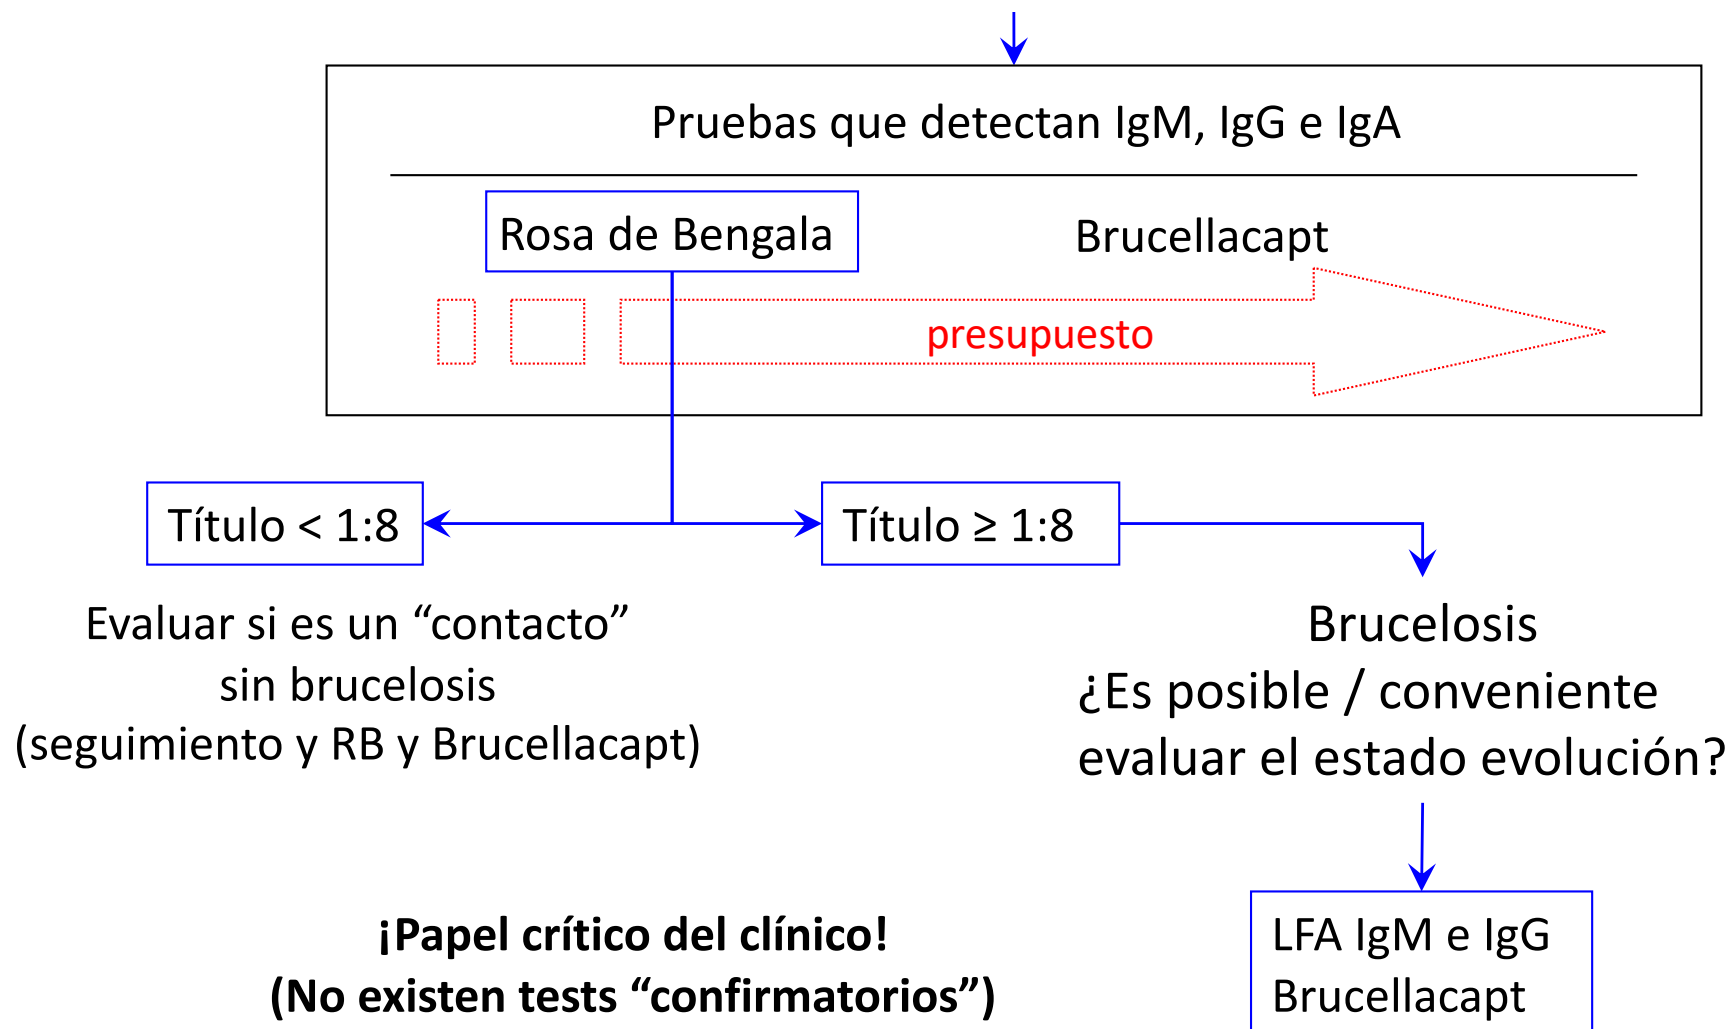 Pruebas que detectan IgM, IgG e IgA
Rosa de Bengala
Brucellacapt
presupuesto
Título < 1:8
Título ≥ 1:8
Evaluar si es un “contacto”
sin brucelosis
(seguimiento y RB y Brucellacapt)
Brucelosis
¿Es posible / conveniente
evaluar el estado evolución?
¡Papel crítico del clínico!
(No existen tests “confirmatorios”)
LFA IgM e IgG
Brucellacapt